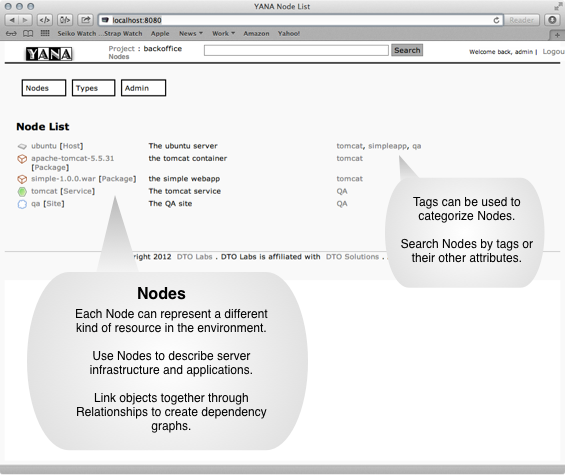 YANA Node List
localhost:8080
Reader
Seiko Watch ...Strap Watch Apple News Work Amazon Yahoo!
YANA
Project : backoffice
Nodes
Search
Welcome back, admin | Logou
Nodes Types Admin
Node List
ubuntu [Host] The ubuntu server tomcat, simpleapp, qa
apache-tomcat-5.5.31 the tomcat container tomcat
[Package]
simple-1.0.0.war [Package] the simple webapp tomcat
tomcat [Service] The tomcat service QA
qa [Site] The QA site QA
Tags can be used to
categorize Nodes.
Search Nodes by tags or
their other attributes.
right 2012 DTO Labs . DTO Labs is affiliated with DTO Solutions .
Nodes
Each Node can represent a different
kind of resource in the environment.
Use Nodes to describe server
infrastructure and applications.
Link objects together through
Relationships to create dependency
graphs.